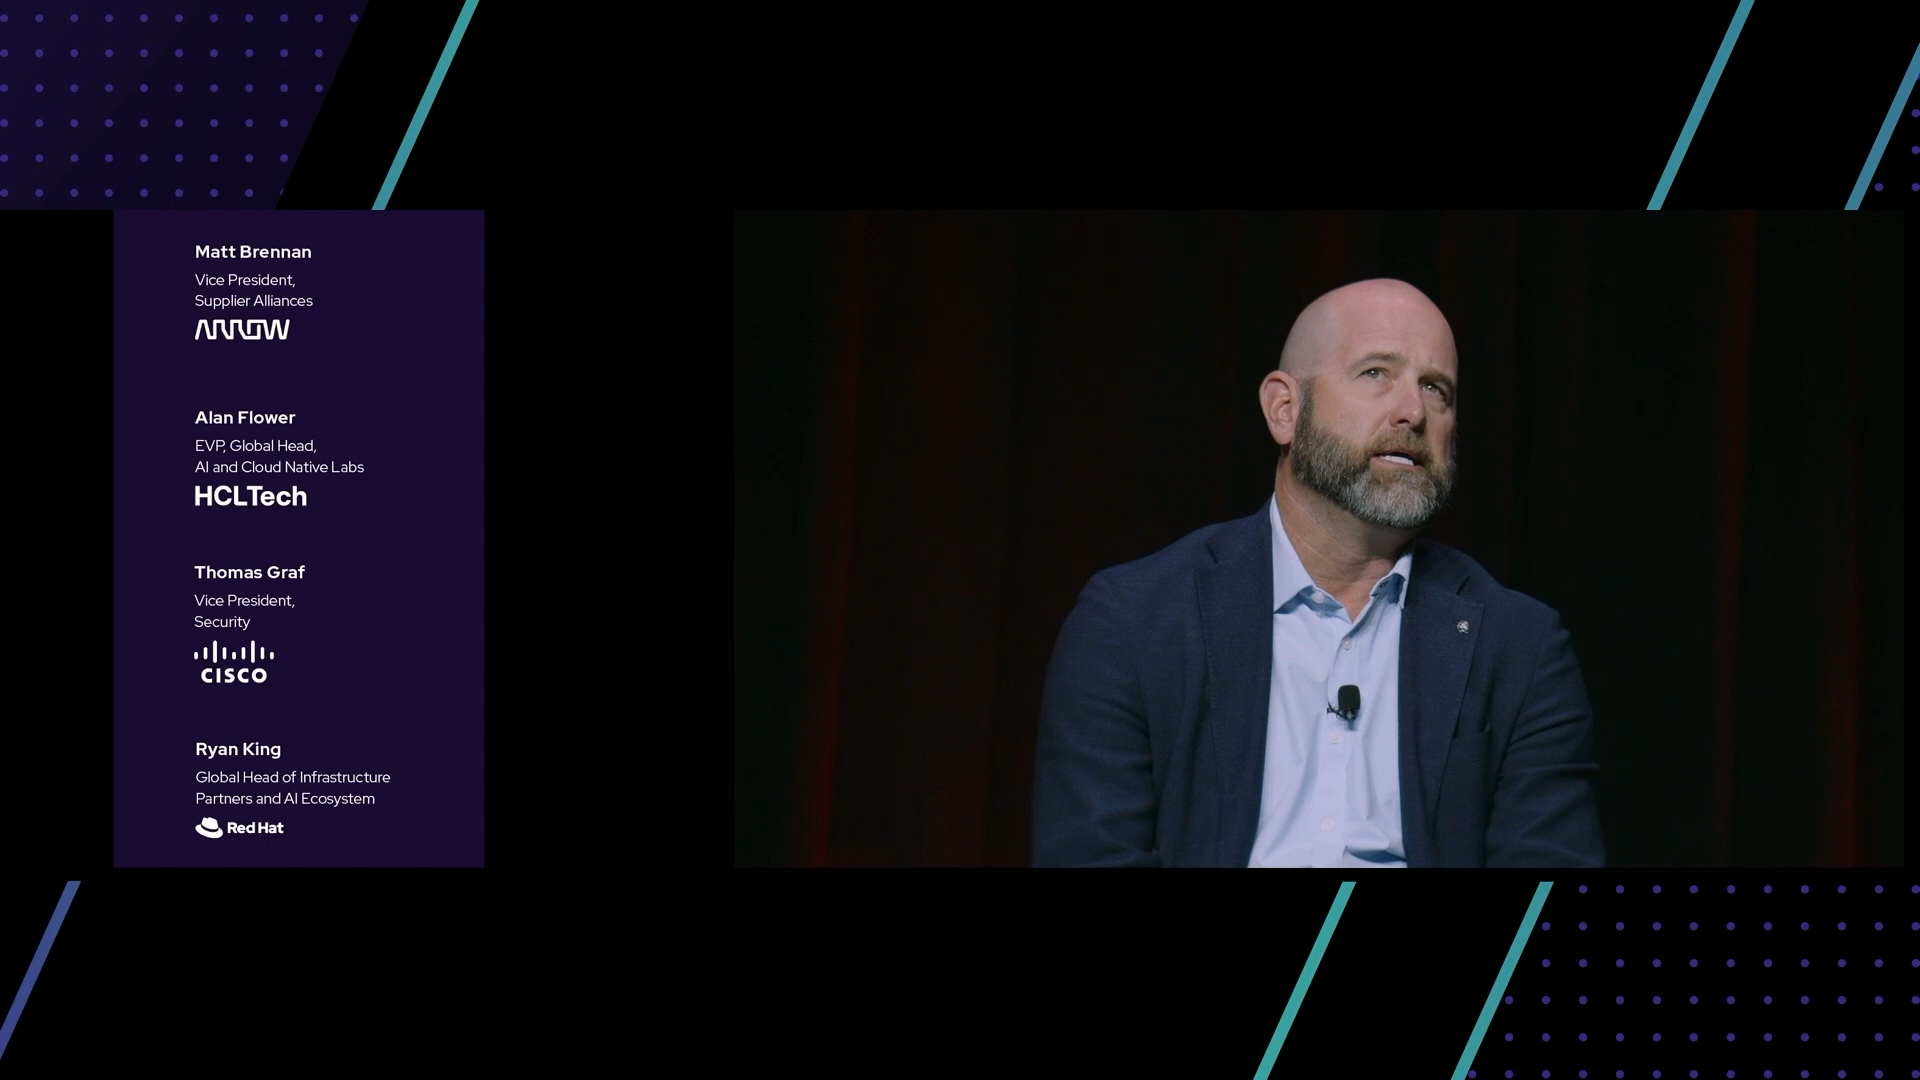 Matt Brennan
Vice President,
Supplier Alliances
ARROW
Alan Flower
EVP, Global Head,
AI and Cloud Native Labs
HCLTech
Thomas Graf
Vice President,
Security
CISCO
Ryan King
Global Head of Infrastructure
Partners and AI Ecosystem
Red Hat